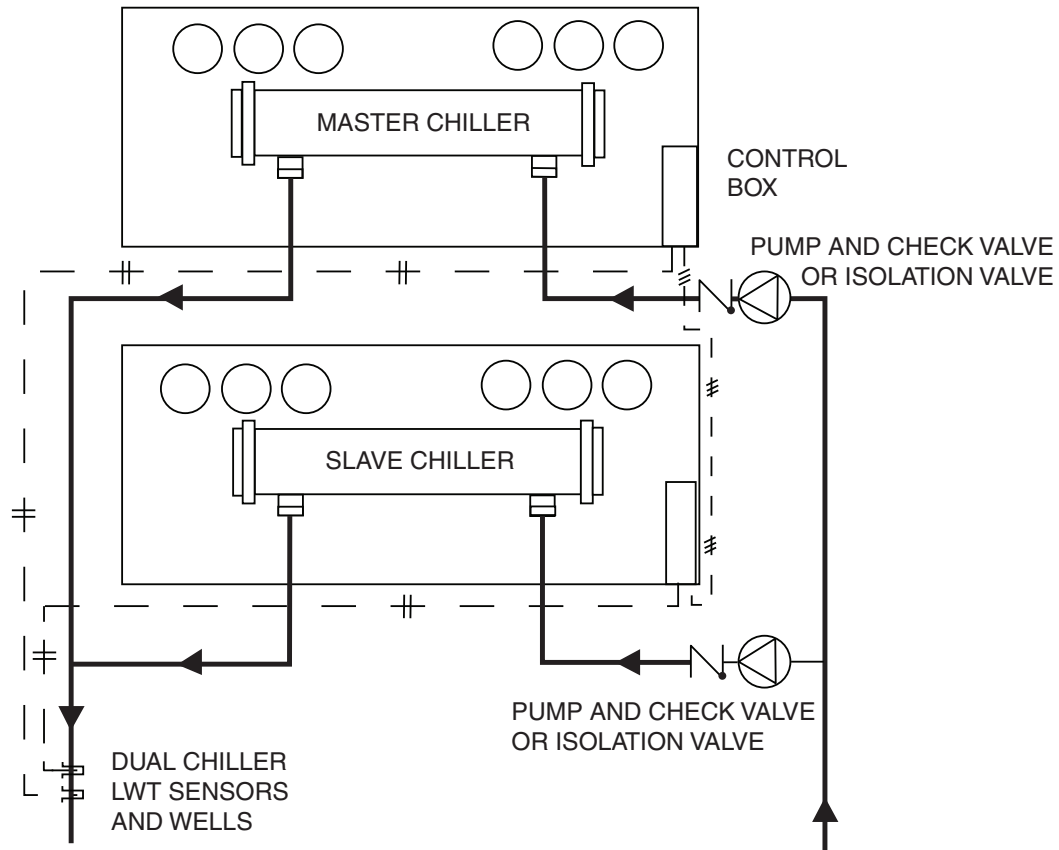 MASTER CHILLER
CONTROL
BOX
PUMP AND CHECK VALVE
OR ISOLATION VALVE
SLAVE CHILLER
PUMP AND CHECK VALVE
OR ISOLATION VALVE
DUAL CHILLER
LWT SENSORS
AND WELLS